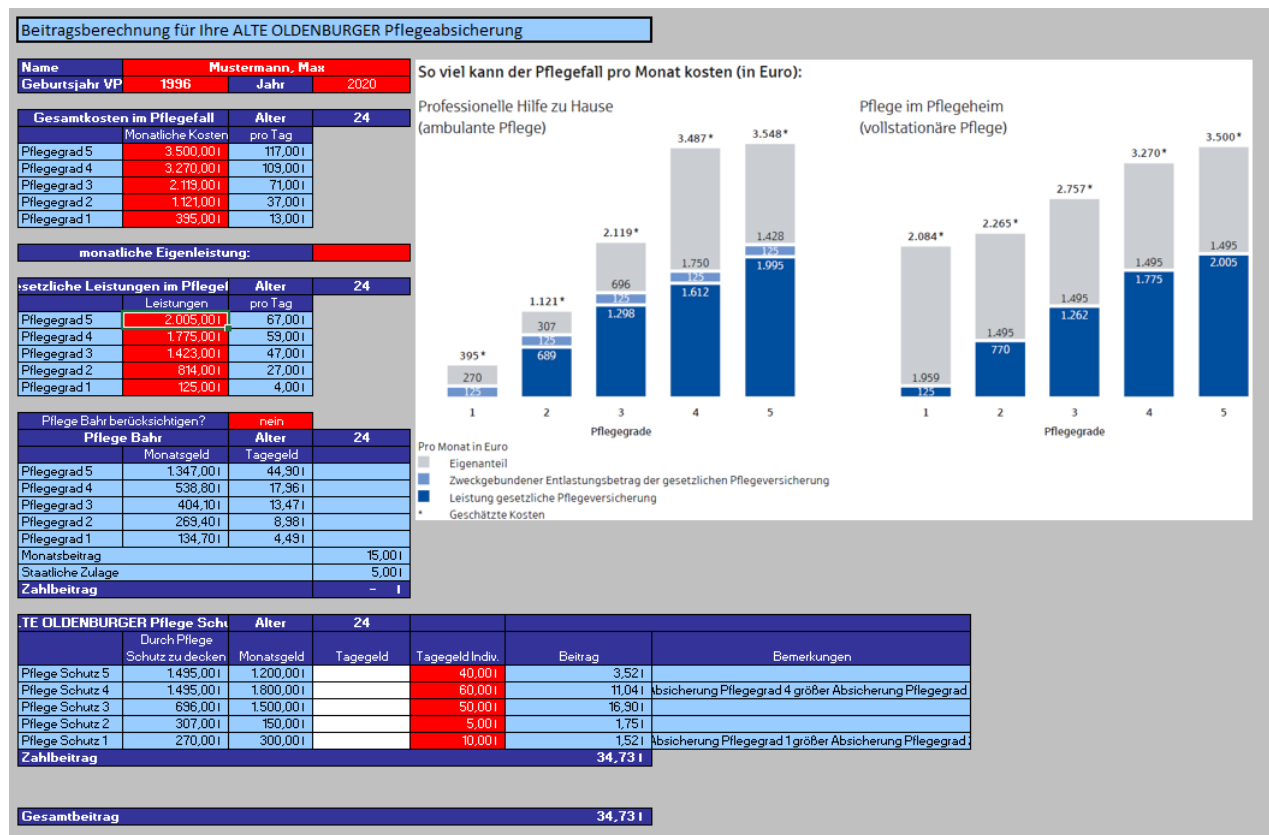 Beitragsberechnung für Ihre ALTE OLDENBURGER Pflegeabsicherung
Name Mustermann, Max
Geburtsjahr VP 1996 Jahr 2020
Gesamtkosten im Pflegefall Alter 24
Monatliche Kosten pro Tag
Pflegegrad 5 3.500,00 117,00
Pflegegrad 4 3.270,00 109,00
Pflegegrad 3 2.119,00 71,00
Pflegegrad 2 1.121,00 37,00
Pflegegrad 1 395,00 13,00
monatliche Eigenleistung:
esetzliche Leistungen im Pflegef Alter 24
Leistungen pro Tag
Pflegegrad 5 2.005,00 67,00
Pflegegrad 4 1.775,00 59,00
Pflegegrad 3 1.423,00 47,00
Pflegegrad 2 814,00 27,00
Pflegegrad 1 125,00 4,00
Pflege Bahr berücksichtigen? nein
Pflege Bahr Alter 24
Monatsgeld Tagegeld
Pflegegrad 5 1.347,00 44,90
Pflegegrad 4 538,80 17,96
Pflegegrad 3 404,10 13,47
Pflegegrad 2 269,40 8,98
Pflegegrad 1 134,70 4,49
Monatsbeitrag 15,00
Staatliche Zulage 5,00
Zahlbeitrag -
So viel kann der Pflegefall pro Monat kosten (in Euro):
Professionelle Hilfe zu Hause
(ambulante Pflege)
3.487* 3.548*
2.119* 1.428
125
1.750 1.995
696 125
1.121* 125 1.612
307 1.298
125
395* 689
270
125
1 2 3 4 5
Pflegegrade
Pflege im Pflegeheim
(vollstationäre Pflege)
3.500*
3.270*
2.757*
2.265*
2.084* 1.495
1.495 2.005
1.775
1.495
1.262
1.495
770
1.959
125
1 2 3 4 5
Pflegegrade
Pro Monat in Euro
Eigenanteil
Zweckgebundener Entlastungsbetrag der gesetzlichen Pflegeversicherung
Leistung gesetzliche Pflegeversicherung
* Geschätzte Kosten
.TE OLDENBURGER Pflege Schu Alter 24
Durch Pflege
Schutz zu decken Monatsgeld Tagegeld Tagegeld Indiv. Beitrag Bemerkungen
Pflege Schutz 5 1.495,00 1.200,00 40,00 3,52
Pflege Schutz 4 1.495,00 1.800,00 60,00 11,04 Absicherung Pflegegrad 4 größer Absicherung Pflegegrad
Pflege Schutz 3 696,00 1.500,00 50,00 16,90
Pflege Schutz 2 307,00 150,00 5,00 1,75
Pflege Schutz 1 270,00 300,00 10,00 1,52 Absicherung Pflegegrad 1 größer Absicherung Pflegegrad
Zahlbeitrag 34,73
Gesamtbeitrag 34,73